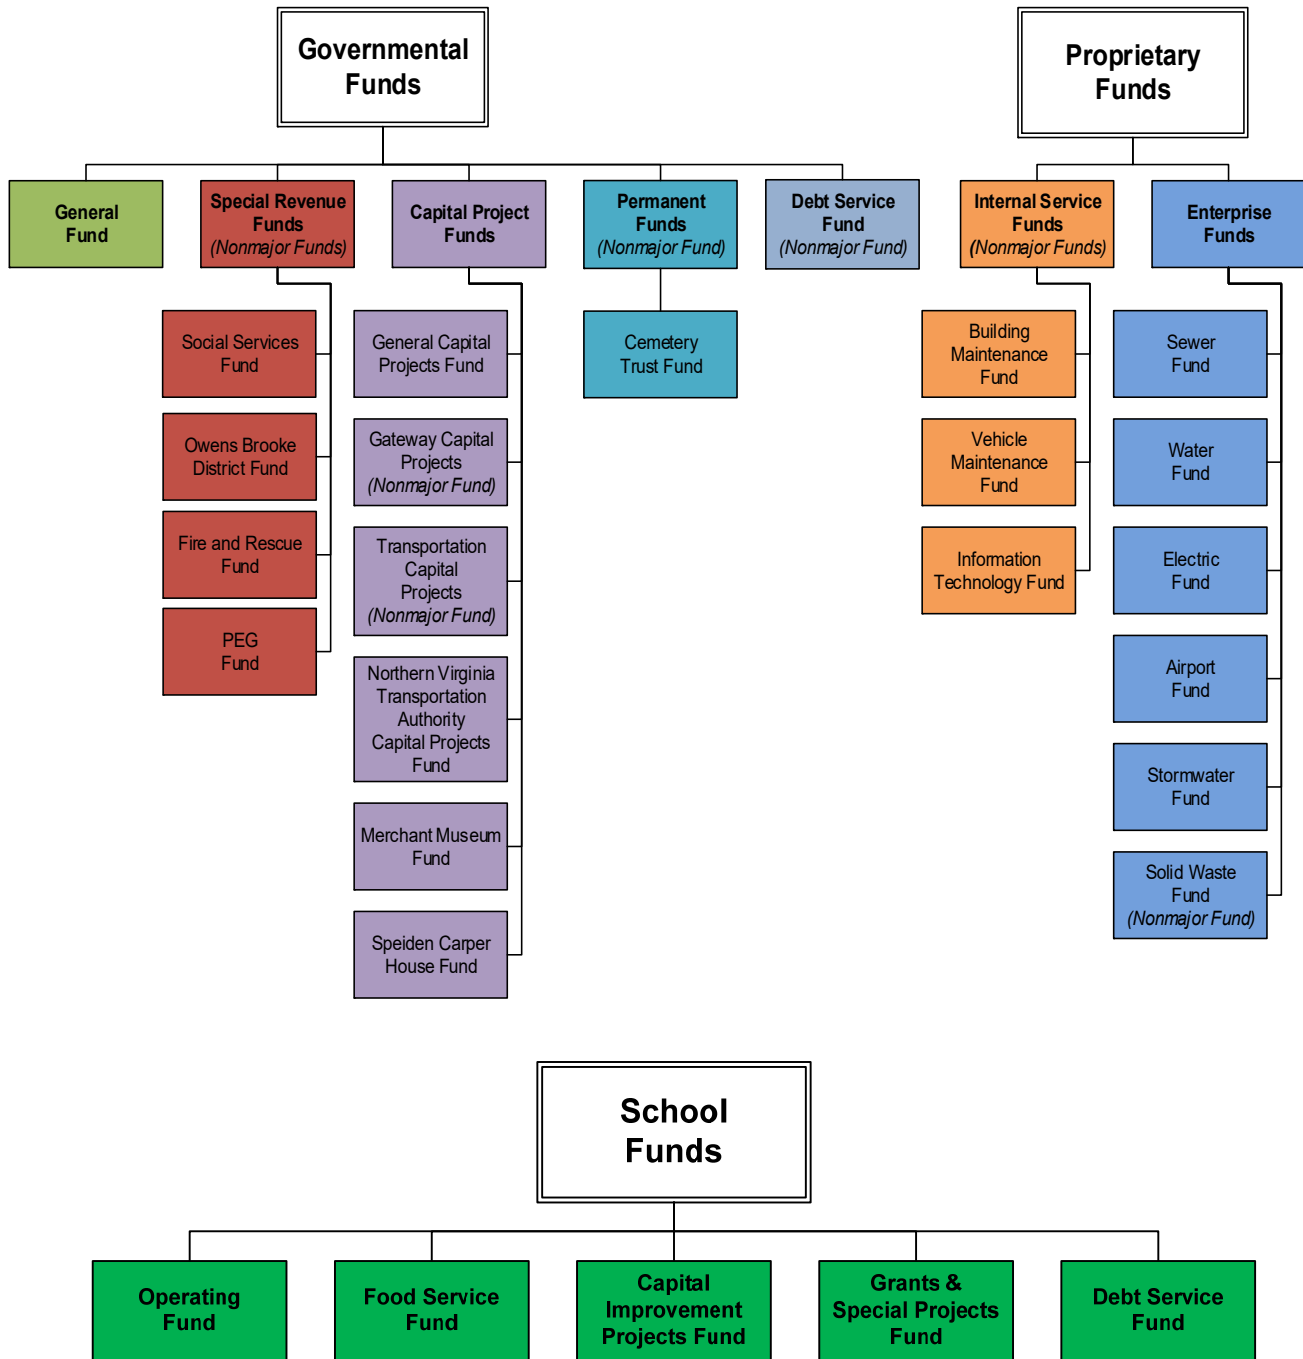 Governmental
Funds
Proprietary
Funds
General
Fund
Special Revenue
Funds
(Nonmajor Funds)
Capital Project
Funds
Permanent
Funds
(Nonmajor Fund)
Debt Service
Fund
(Nonmajor Fund)
Internal Service
Funds
(Nonmajor Funds)
Enterprise
Funds
Social Services
Fund
Owens Brooke
District Fund
Fire and Rescue
Fund
PEG
Fund
General Capital
Projects Fund
Gateway Capital
Projects
(Nonmajor Fund)
Transportation
Capital
Projects
(Nonmajor Fund)
Northern Virginia
Transportation
Authority
Capital Projects
Fund
Merchant Museum
Fund
Speiden Carper
House Fund
Cemetery
Trust Fund
Building
Maintenance
Fund
Vehicle
Maintenance
Fund
Information
Technology Fund
Sewer
Fund
Water
Fund
Electric
Fund
Airport
Fund
Stormwater
Fund
Solid Waste
Fund
(Nonmajor Fund)
School
Funds
Operating
Fund
Food Service
Fund
Capital
Improvement
Projects Fund
Grants &
Special Projects
Fund
Debt Service
Fund